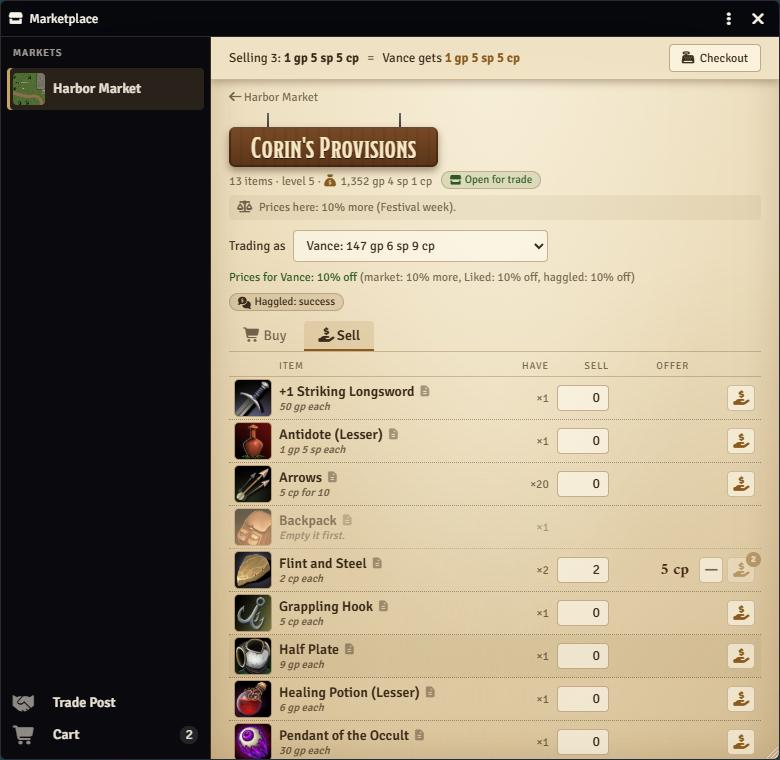 Marketplace
MARKETS
Harbor Market
Trade Post
Cart 2
Selling 3: 1 gp 5 sp 5 cp = Vance gets 1 gp 5 sp 5 cp
Checkout
Harbor Market
Corin's Provisions
13 items · level 5 · 1,352 gp 4 sp 1 cp Open for trade
Prices here: 10% more (Festival week).
Trading as Vance: 147 gp 6 sp 9 cp
Prices for Vance: 10% off (market: 10% more, Liked: 10% off, haggled: 10% off)
Haggled: success
Buy Sell
ITEM HAVE SELL OFFER
+1 Striking Longsword ×1 0
50 gp each
Antidote (Lesser) ×1 0
1 gp 5 sp each
Arrows ×20 0
5 cp for 10
Backpack ×1
Empty it first.
Flint and Steel ×2 2 5 cp 2
2 cp each
Grappling Hook ×1 0
5 cp each
Half Plate ×1 0
9 gp each
Healing Potion (Lesser) ×1 0
6 gp each
Pendant of the Occult ×1 0
30 gp each